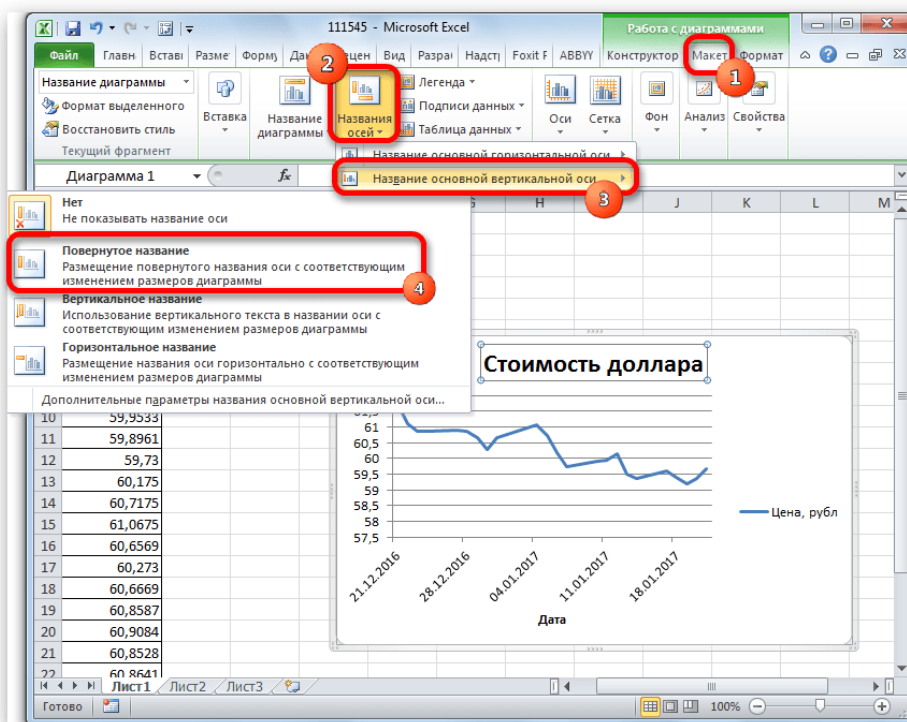 111545 - Microsoft Excel
Работа с диаграммами
Файл Главн Вставі Разме Форму Дан цен Вид Разраб Надстр Foxit F ABBYY Конструктор Макет Формат
1
2
Название диаграммы
Формат выделенного
Восстановить стиль
Текущий фрагмент
Вставка
Название диаграммы
Названия осей
Легенда
Подписи данных
Таблица данных
Оси
Сетка
Фон
Анализ
Свойства
Название основной горизонтальной оси
Диаграмма 1
fx
Название основной вертикальной оси
3
Нет
Не показывать название оси
H J K L M
Повернутое название
Размещение повернутого названия оси с соответствующим
изменением размеров диаграммы
4
Вертикальное название
Использование вертикального текста в названии оси с
соответствующим изменением размеров диаграммы
Горизонтальное название
Размещение названия оси горизонтально с соответствующим
изменением размеров диаграммы
Дополнительные параметры названия основной вертикальной оси...
Стоимость доллара
61,5
61
60,5
60
59,5
59
58,5
58
57,5
Цена, рубл
21.12.2016 28.12.2016 04.01.2017 11.01.2017 18.01.2017
Дата
10 59,9533
11 59,8961
12 59,73
13 60,175
14 60,7175
15 61,0675
16 60,6569
17 60,273
18 60,6669
19 60,8587
20 60,9084
21 60,8528
22 60,8641
Лист1 Лист2 Лист3
Готово
100%